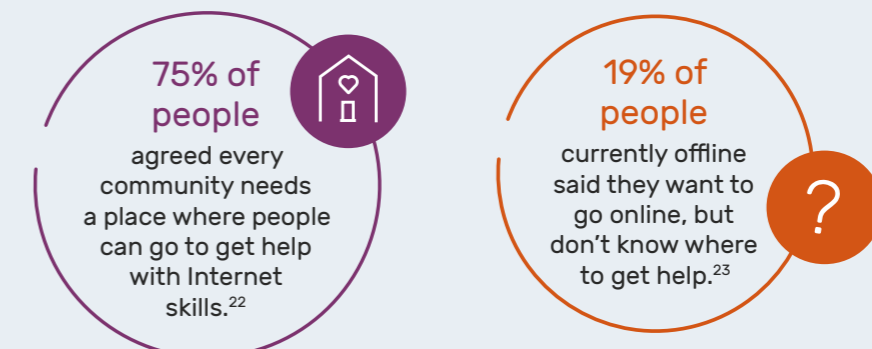 75% of
people
agreed every
community needs
a place where people
can go to get help
with Internet
skills.²²
19% of
people
currently offline
said they want to
go online, but
don’t know where
to get help.²³
?